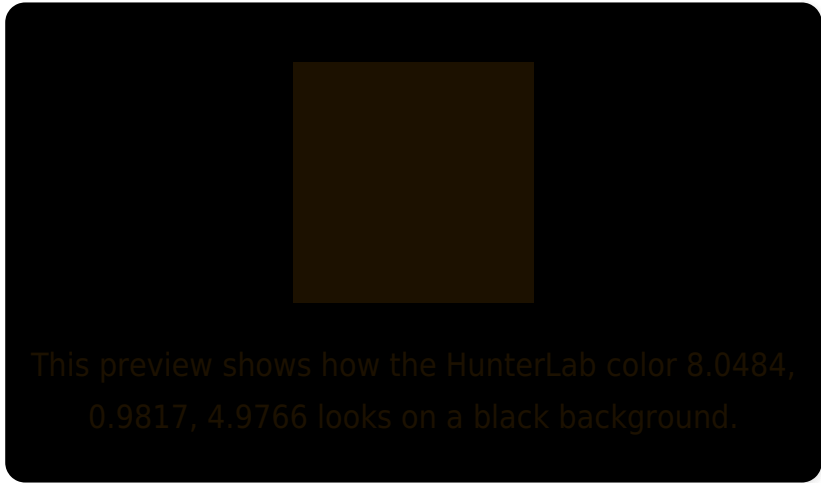 This preview shows how the HunterLab color 8.0484,
0.9817, 4.9766 looks on a black background.